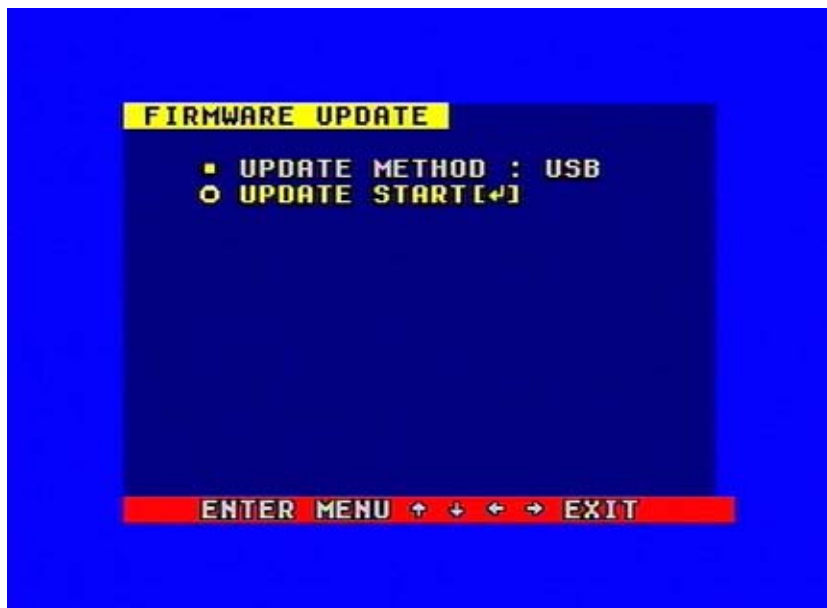 FIRMWARE UPDATE
UPDATE METHOD : USB
UPDATE START[↵]
ENTER MENU ↑ ↓ ← → EXIT